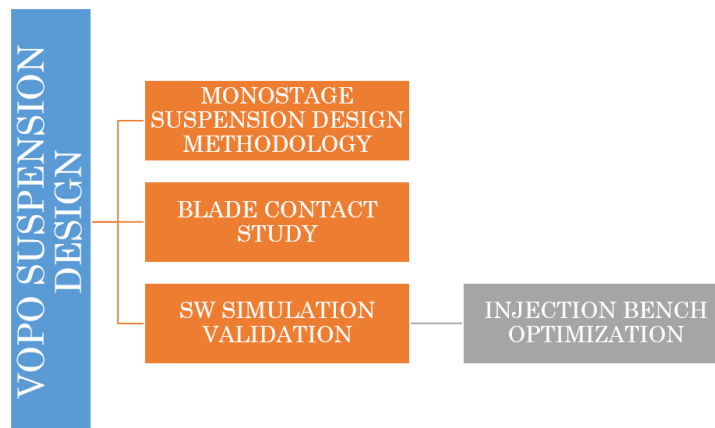 VOPO SUSPENSION
DESIGN
MONOSTAGE
SUSPENSION DESIGN
METHODOLOGY
BLADE CONTACT
STUDY
SW SIMULATION
VALIDATION
INJECTION BENCH
OPTIMIZATION